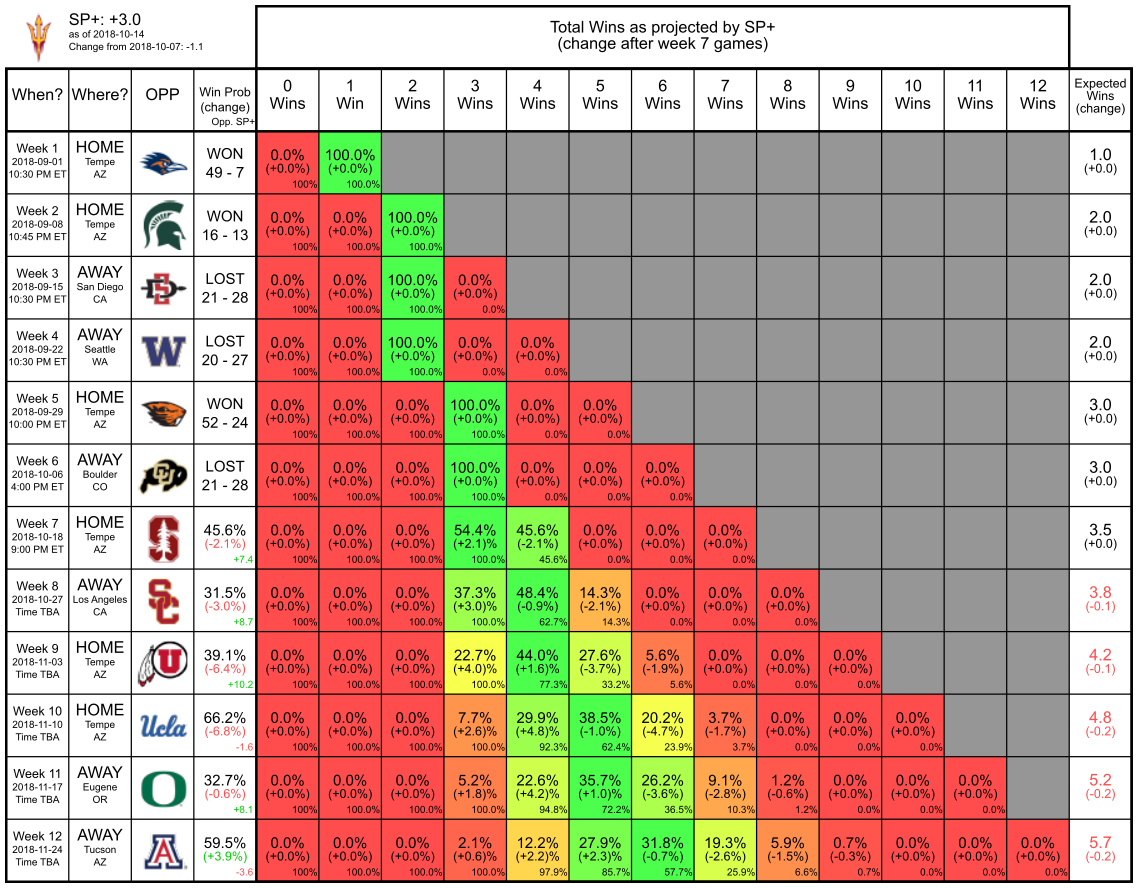 SP+: +3.0
as of 2018-10-14
Change from 2018-10-07: -1.1
Total Wins as projected by SP+
(change after week 7 games)
When? Where? OPP Win Prob (change) Opp. SP+ 0 Wins 1 Win 2 Wins 3 Wins 4 Wins 5 Wins 6 Wins 7 Wins 8 Wins 9 Wins 10 Wins 11 Wins 12 Wins Expected Wins (change)
Week 1 HOME WON 0.0% 100.0% 1.0
2018-09-01 Tempe 49 - 7 (+0.0%) (+0.0%) (+0.0)
10:30 PM ET AZ 100% 100.0%
Week 2 HOME WON 0.0% 0.0% 100.0% 2.0
2018-09-08 Tempe 16 - 13 (+0.0%) (+0.0%) (+0.0%) (+0.0)
10:45 PM ET AZ 100% 100.0% 100.0%
Week 3 AWAY LOST 0.0% 0.0% 100.0% 0.0% 2.0
2018-09-15 San Diego 21 - 28 (+0.0%) (+0.0%) (+0.0%) (+0.0%) (+0.0)
10:30 PM ET CA 100% 100.0% 100.0% 0.0%
Week 4 AWAY W LOST 0.0% 0.0% 100.0% 0.0% 0.0% 2.0
2018-09-22 Seattle 20 - 27 (+0.0%) (+0.0%) (+0.0%) (+0.0%) (+0.0%) (+0.0)
10:30 PM ET WA 100% 100.0% 100.0% 0.0% 0.0%
Week 5 HOME WON 0.0% 0.0% 0.0% 100.0% 0.0% 0.0% 3.0
2018-09-29 Tempe 52 - 24 (+0.0%) (+0.0%) (+0.0%) (+0.0%) (+0.0%) (+0.0%) (+0.0)
10:00 PM ET AZ 100% 100.0% 100.0% 100.0% 0.0% 0.0%
Week 6 AWAY CU LOST 0.0% 0.0% 0.0% 100.0% 0.0% 0.0% 0.0% 3.0
2018-10-06 Boulder 21 - 28 (+0.0%) (+0.0%) (+0.0%) (+0.0%) (+0.0%) (+0.0%) (+0.0%) (+0.0)
4:00 PM ET CO 100% 100.0% 100.0% 100.0% 0.0% 0.0% 0.0%
Week 7 HOME S 45.6% 0.0% 0.0% 0.0% 54.4% 45.6% 0.0% 0.0% 0.0% 3.5
2018-10-18 Tempe (-2.1%) (+0.0%) (+0.0%) (+0.0%) (+2.1)% (-2.1%) (+0.0%) (+0.0%) (+0.0%) (+0.0)
9:00 PM ET AZ +7.4 100% 100.0% 100.0% 100.0% 45.6% 0.0% 0.0% 0.0%
Week 8 AWAY SC 31.5% 0.0% 0.0% 0.0% 37.3% 48.4% 14.3% 0.0% 0.0% 0.0% 3.8
2018-10-27 Los Angeles (-3.0%) (+0.0%) (+0.0%) (+0.0%) (+3.0)% (-0.9%) (-2.1%) (+0.0%) (+0.0%) (+0.0%) (-0.1)
Time TBA CA +8.7 100% 100.0% 100.0% 100.0% 62.7% 14.3% 0.0% 0.0% 0.0%
Week 9 HOME U 39.1% 0.0% 0.0% 0.0% 22.7% 44.0% 27.6% 5.6% 0.0% 0.0% 0.0% 4.2
2018-11-03 Tempe (-6.4%) (+0.0%) (+0.0%) (+0.0%) (+4.0)% (+1.6)% (-3.7%) (-1.9%) (+0.0%) (+0.0%) (+0.0%) (-0.1)
Time TBA AZ +10.2 100% 100.0% 100.0% 100.0% 77.3% 33.2% 5.6% 0.0% 0.0% 0.0%
Week 10 HOME Ucla 66.2% 0.0% 0.0% 0.0% 7.7% 29.9% 38.5% 20.2% 3.7% 0.0% 0.0% 0.0% 4.8
2018-11-10 Tempe (-6.8%) (+0.0%) (+0.0%) (+0.0%) (+2.6)% (+4.8)% (-1.0%) (-4.7%) (-1.7%) (+0.0%) (+0.0%) (+0.0%) (-0.2)
Time TBA AZ -1.6 100% 100.0% 100.0% 100.0% 92.3% 62.4% 23.9% 3.7% 0.0% 0.0% 0.0%
Week 11 AWAY O 32.7% 0.0% 0.0% 0.0% 5.2% 22.6% 35.7% 26.2% 9.1% 1.2% 0.0% 0.0% 0.0% 5.2
2018-11-17 Eugene (-0.6%) (+0.0%) (+0.0%) (+0.0%) (+1.8)% (+4.2)% (+1.0)% (-3.6%) (-2.8%) (-0.6%) (+0.0%) (+0.0%) (+0.0%) (-0.2)
Time TBA OR +8.1 100% 100.0% 100.0% 100.0% 94.8% 72.2% 36.5% 10.3% 1.2% 0.0% 0.0% 0.0%
Week 12 AWAY A 59.5% 0.0% 0.0% 0.0% 2.1% 12.2% 27.9% 31.8% 19.3% 5.9% 0.7% 0.0% 0.0% 0.0% 5.7
2018-11-24 Tucson (+3.9%) (+0.0%) (+0.0%) (+0.0%) (+0.6)% (+2.2)% (+2.3)% (-0.7%) (-2.6%) (-1.5%) (-0.3%) (+0.0%) (+0.0%) (+0.0%) (-0.2)
Time TBA AZ -3.6 100% 100.0% 100.0% 100.0% 97.9% 85.7% 57.7% 25.9% 6.6% 0.7% 0.0% 0.0% 0.0%